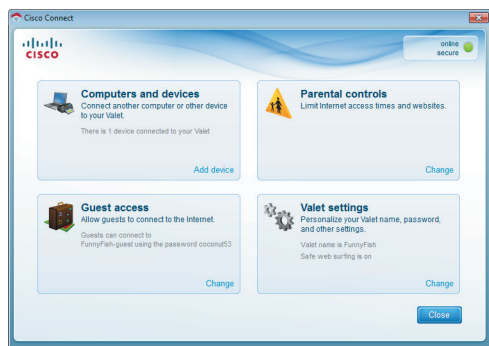 Cisco Connect
CISCO
online
secure
Computers and devices
Connect another computer or other device
to your Valet.
There is 1 device connected to your Valet
Add device
Parental controls
Limit Internet access times and websites.
Change
Guest access
Allow guests to connect to the Internet.
Guests can connect to
FunnyFish-guest using the password coconut53
Change
Valet settings
Personalize your Valet name, password,
and other settings.
Valet name is FunnyFish
Safe web surfing is on
Change
Close